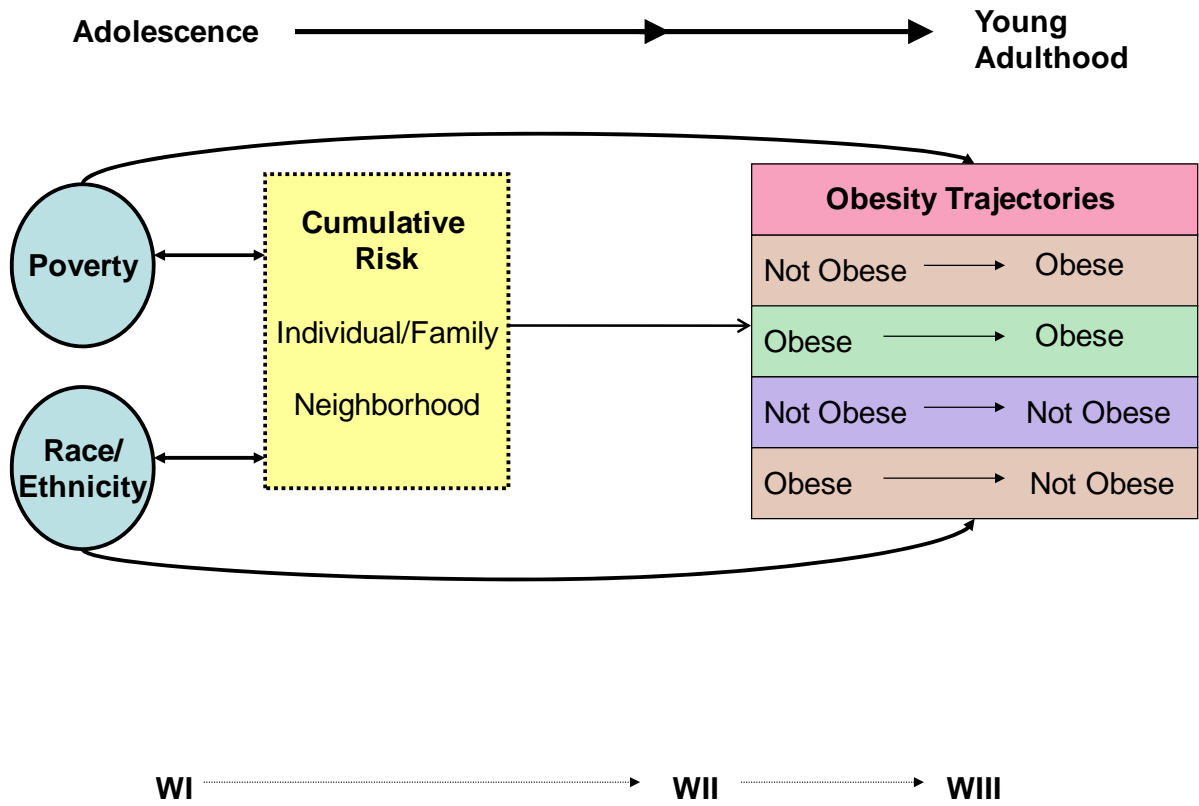 Adolescence
Young
Adulthood
Poverty
Race/
Ethnicity
Cumulative
Risk
Individual/Family
Neighborhood
Obesity Trajectories
Not Obese Obese
Obese Obese
Not Obese Not Obese
Obese Not Obese
WI WII WIII